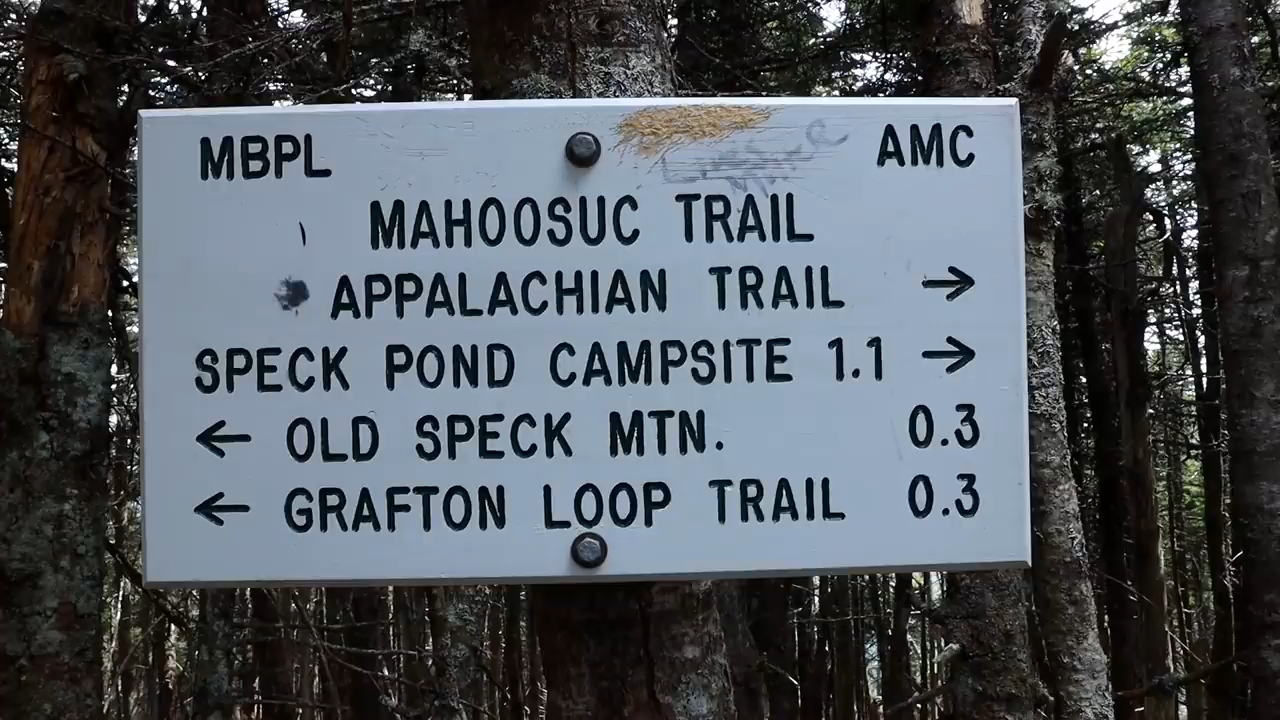 MBPL AMC
MAHOOSUC TRAIL
APPALACHIAN TRAIL →
SPECK POND CAMPSITE 1.1 →
← OLD SPECK MTN. 0.3
← GRAFTON LOOP TRAIL 0.3